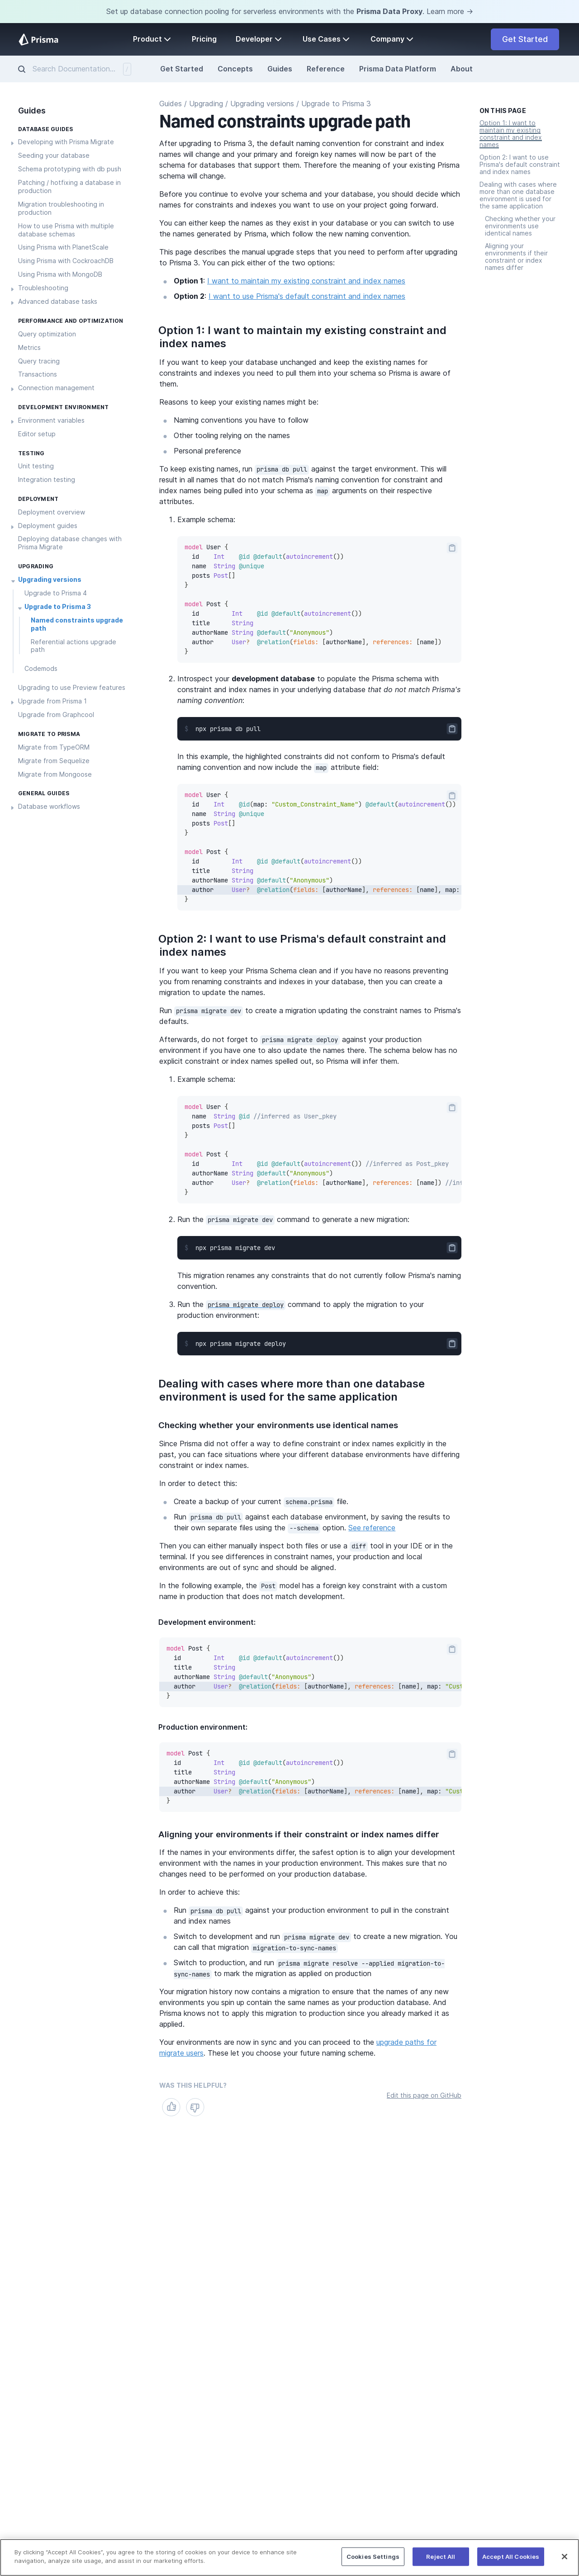 Set up database connection pooling for serverless environments with the Prisma Data Proxy. Learn more →
Prisma
Product
Pricing
Developer
Use Cases
Company
Get Started
Search Documentation...
/
Get Started
Concepts
Guides
Reference
Prisma Data Platform
About
Guides
DATABASE GUIDES
Developing with Prisma Migrate
Seeding your database
Schema prototyping with db push
Patching / hotfixing a database in
production
Migration troubleshooting in
production
How to use Prisma with multiple
database schemas
Using Prisma with PlanetScale
Using Prisma with CockroachDB
Using Prisma with MongoDB
Troubleshooting
Advanced database tasks
PERFORMANCE AND OPTIMIZATION
Query optimization
Metrics
Query tracing
Transactions
Connection management
DEVELOPMENT ENVIRONMENT
Environment variables
Editor setup
TESTING
Unit testing
Integration testing
DEPLOYMENT
Deployment overview
Deployment guides
Deploying database changes with
Prisma Migrate
UPGRADING
Upgrading versions
Upgrade to Prisma 4
Upgrade to Prisma 3
Named constraints upgrade
path
Referential actions upgrade
path
Codemods
Upgrading to use Preview features
Upgrade from Prisma 1
Upgrade from Graphcool
MIGRATE TO PRISMA
Migrate from TypeORM
Migrate from Sequelize
Migrate from Mongoose
GENERAL GUIDES
Database workflows
Guides / Upgrading / Upgrading versions / Upgrade to Prisma 3
Named constraints upgrade path
After upgrading to Prisma 3, the default naming convention for constraint and index
names will change and your primary and foreign key names will now be part of the
schema for databases that support them. Therefore the meaning of your existing Prisma
schema will change.
Before you continue to evolve your schema and your database, you should decide which
names for constraints and indexes you want to use on your project going forward.
You can either keep the names as they exist in your database or you can switch to use
the names generated by Prisma, which follow the new naming convention.
This page describes the manual upgrade steps that you need to perform after upgrading
to Prisma 3. You can pick either of the two options:
Option 1: I want to maintain my existing constraint and index names
Option 2: I want to use Prisma's default constraint and index names
Option 1: I want to maintain my existing constraint and
index names
If you want to keep your database unchanged and keep the existing names for
constraints and indexes you need to pull them into your schema so Prisma is aware of
them.
Reasons to keep your existing names might be:
Naming conventions you have to follow
Other tooling relying on the names
Personal preference
To keep existing names, run prisma db pull against the target environment. This will
result in all names that do not match Prisma's naming convention for constraint and
index names being pulled into your schema as map arguments on their respective
attributes.
1. Example schema:
model User {
id Int @id @default(autoincrement())
name String @unique
posts Post[]
}
model Post {
id Int @id @default(autoincrement())
title String
authorName String @default("Anonymous")
author User? @relation(fields: [authorName], references: [name])
}
2. Introspect your development database to populate the Prisma schema with
constraint and index names in your underlying database that do not match Prisma's
naming convention:
$ npx prisma db pull
In this example, the highlighted constraints did not conform to Prisma's default
naming convention and now include the map attribute field:
model User {
id Int @id(map: "Custom_Constraint_Name") @default(autoincrement())
name String @unique
posts Post[]
}
model Post {
id Int @id @default(autoincrement())
title String
authorName String @default("Anonymous")
author User? @relation(fields: [authorName], references: [name], map:
}
Option 2: I want to use Prisma's default constraint and
index names
If you want to keep your Prisma Schema clean and if you have no reasons preventing
you from renaming constraints and indexes in your database, then you can create a
migration to update the names.
Run prisma migrate dev to create a migration updating the constraint names to Prisma's
defaults.
Afterwards, do not forget to prisma migrate deploy against your production
environment if you have one to also update the names there. The schema below has no
explicit constraint or index names spelled out, so Prisma will infer them.
1. Example schema:
model User {
name String @id //inferred as User_pkey
posts Post[]
}
model Post {
id Int @id @default(autoincrement()) //inferred as Post_pkey
authorName String @default("Anonymous")
author User? @relation(fields: [authorName], references: [name]) //inf
}
2. Run the prisma migrate dev command to generate a new migration:
$ npx prisma migrate dev
This migration renames any constraints that do not currently follow Prisma's naming
convention.
3. Run the prisma migrate deploy command to apply the migration to your
production environment:
$ npx prisma migrate deploy
Dealing with cases where more than one database
environment is used for the same application
Checking whether your environments use identical names
Since Prisma did not offer a way to define constraint or index names explicitly in the
past, you can face situations where your different database environments have differing
constraint or index names.
In order to detect this:
Create a backup of your current schema.prisma file.
Run prisma db pull against each database environment, by saving the results to
their own separate files using the --schema option. See reference
Then you can either manually inspect both files or use a diff tool in your IDE or in the
terminal. If you see differences in constraint names, your production and local
environments are out of sync and should be aligned.
In the following example, the Post model has a foreign key constraint with a custom
name in production that does not match development.
Development environment:
model Post {
id Int @id @default(autoincrement())
title String
authorName String @default("Anonymous")
author User? @relation(fields: [authorName], references: [name], map: "Cust
}
Production environment:
model Post {
id Int @id @default(autoincrement())
title String
authorName String @default("Anonymous")
author User? @relation(fields: [authorName], references: [name], map: "Cust
}
Aligning your environments if their constraint or index names differ
If the names in your environments differ, the safest option is to align your development
environment with the names in your production environment. This makes sure that no
changes need to be performed on your production database.
In order to achieve this:
Run prisma db pull against your production environment to pull in the constraint
and index names
Switch to development and run prisma migrate dev to create a new migration. You
can call that migration migration-to-sync-names
Switch to production, and run prisma migrate resolve --applied migration-to-
sync-names to mark the migration as applied on production
Your migration history now contains a migration to ensure that the names of any new
environments you spin up contain the same names as your production database. And
Prisma knows not to apply this migration to production since you already marked it as
applied.
Your environments are now in sync and you can proceed to the upgrade paths for
migrate users. These let you choose your future naming scheme.
WAS THIS HELPFUL?
Edit this page on GitHub
ON THIS PAGE
Option 1: I want to
maintain my existing
constraint and index
names
Option 2: I want to use
Prisma's default constraint
and index names
Dealing with cases where
more than one database
environment is used for
the same application
Checking whether your
environments use
identical names
Aligning your
environments if their
constraint or index
names differ
By clicking "Accept All Cookies", you agree to the storing of cookies on your device to enhance site
navigation, analyze site usage, and assist in our marketing efforts.
Cookies Settings
Reject All
Accept All Cookies